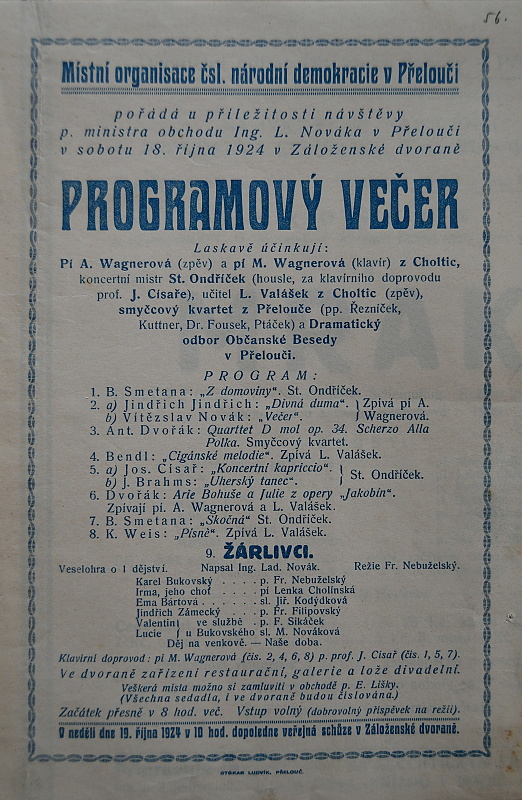 56.
Místní organisace čsl. národní demokracie v Přelouči
pořádá u příležitosti návštěvy
p. ministra obchodu Ing. L. Nováka v Přelouči
v sobotu 18. října 1924 v Záloženské dvoraně
PROGRAMOVÝ VEČER
Laskavě účinkují:
Pí A. Wagnerová (zpěv) a pí M. Wagnerová (klavír) z Choltic,
koncertní mistr St. Ondříček (housle, za klavírního doprovodu
prof. J. Císaře), učitel L. Valášek z Choltic (zpěv),
smyčcový kvartet z Přelouče (pp. Řezníček,
Kuttner, Dr. Fousek, Ptáček) a Dramatický
odbor Občanské Besedy
v Přelouči.
PROGRAM:
1. B. Smetana: „Z domoviny“. St. Ondříček.
2. a) Jindřich Jindřich: „Divná duma“. } Zpívá pí A.
b) Vítězslav Novák: „Večer“. } Wagnerová.
3. Ant. Dvořák: Quarttet D mol op. 34. Scherzo Alla
Polka. Smyčcový kvartet.
4. Bendl: „Cigánské melodie“. Zpívá L. Valášek.
5. a) Jos. Císař: „Koncertní kapriccio“. } St. Ondříček.
b) J. Brahms: „Uherský tanec“.
6. Dvořák: Arie Bohuše a Julie z opery „Jakobín“.
Zpívají pí. A. Wagnerová a L. Valášek.
7. B. Smetana: „Skočná“ St. Ondříček.
8. K. Weis: „Písně“. Zpívá L. Valášek.
9. ŽÁRLIVCI.
Veselohra o 1 dějství. Napsal Ing. Lad. Novák. Režie Fr. Nebuželský.
Karel Bukovský . . . . p. Fr. Nebuželský
Irma, jeho choť . . . . pí Lenka Cholínská
Ema Bártová . . . . . sl. Jiř. Kodýdková
Jindřich Zámecký . . . p. Fr. Filipovský
Valentin } ve službě . . p. F. Sikáček
Lucie } u Bukovského sl. M. Nováková
Děj na venkově. — Naše doba.
Klavírní doprovod: pí M. Wagnerová (čís. 2, 4, 6, 8) p. prof. J. Císař (čís. 1, 5, 7).
Ve dvoraně zařízení restaurační, galerie a lože divadelní.
Veškerá místa možno si zamluviti v obchodě p. E. Lišky.
(Všechna sedadla, i ve dvoraně budou číslována.)
Začátek přesně v 8 hod. več. Vstup volný (dobrovolný příspěvek na režii).
V neděli dne 19. října 1924 v 10 hod. dopoledne veřejná schůze v Záloženské dvoraně.
OTOKAR LUDVÍK, PŘELOUČ.